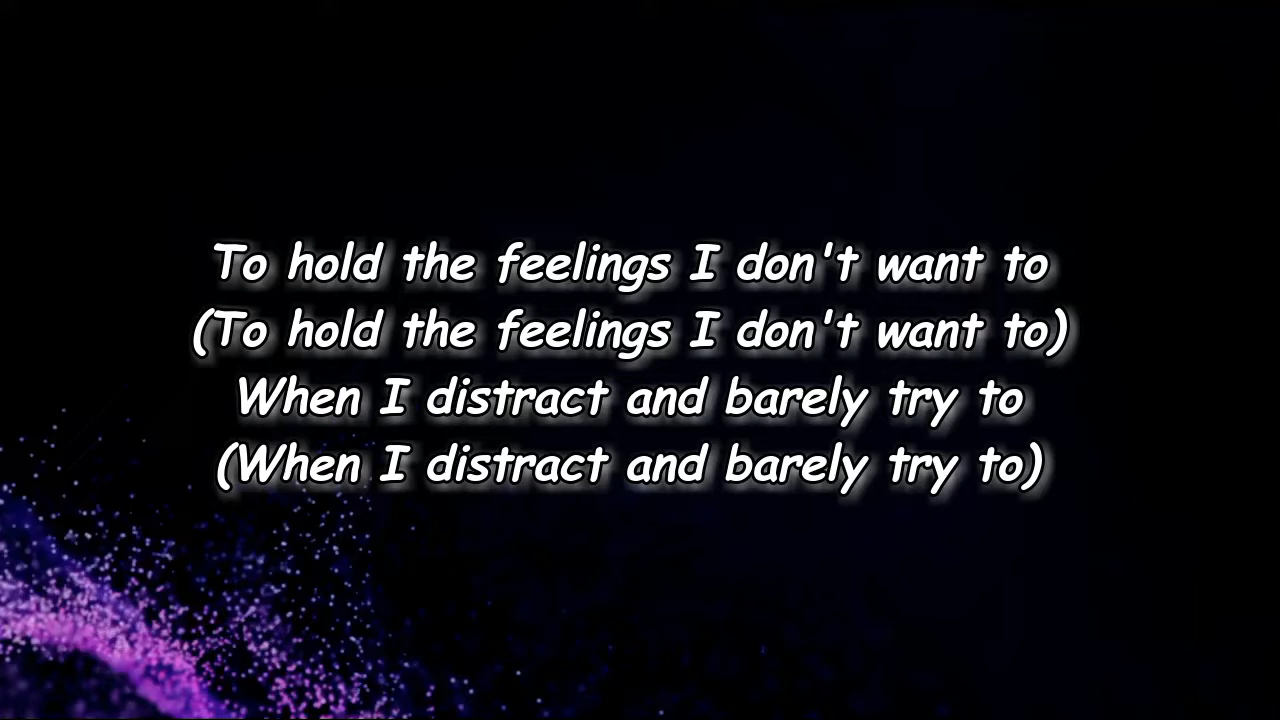 To hold the feelings I don't want to
(To hold the feelings I don't want to)
When I distract and barely try to
(When I distract and barely try to)